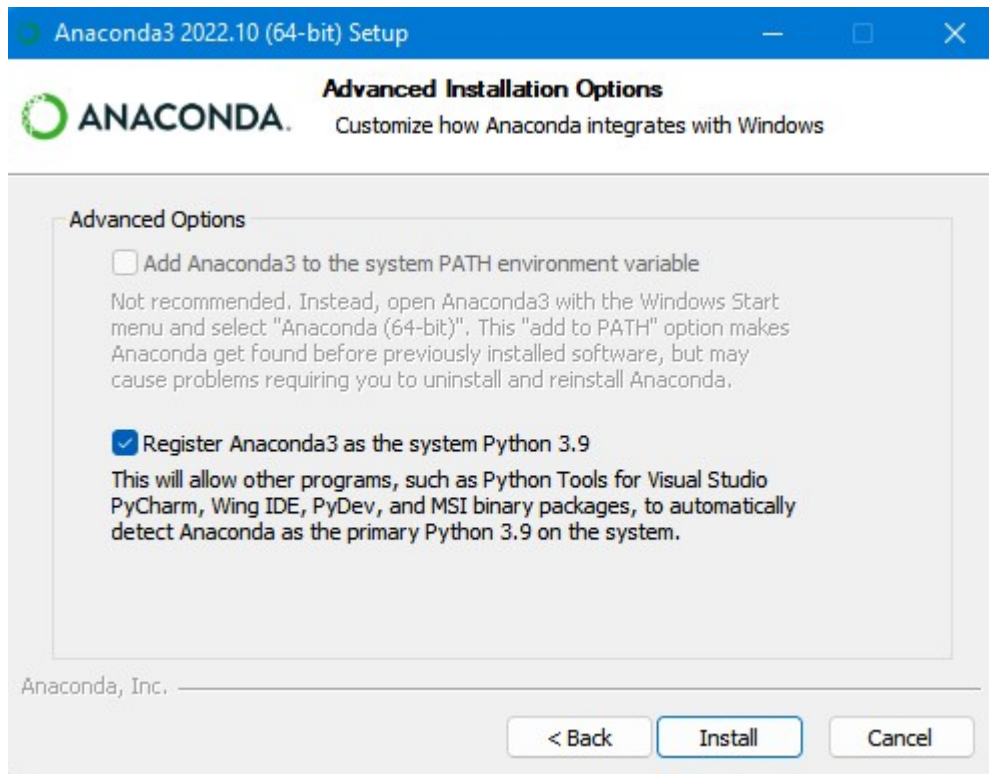 Anaconda3 2022.10 (64-bit) Setup
ANACONDA.
Advanced Installation Options
Customize how Anaconda integrates with Windows
Advanced Options
Add Anaconda3 to the system PATH environment variable
Not recommended. Instead, open Anaconda3 with the Windows Start
menu and select "Anaconda (64-bit)". This "add to PATH" option makes
Anaconda get found before previously installed software, but may
cause problems requiring you to uninstall and reinstall Anaconda.
Register Anaconda3 as the system Python 3.9
This will allow other programs, such as Python Tools for Visual Studio
PyCharm, Wing IDE, PyDev, and MSI binary packages, to automatically
detect Anaconda as the primary Python 3.9 on the system.
Anaconda, Inc.
< Back Install Cancel